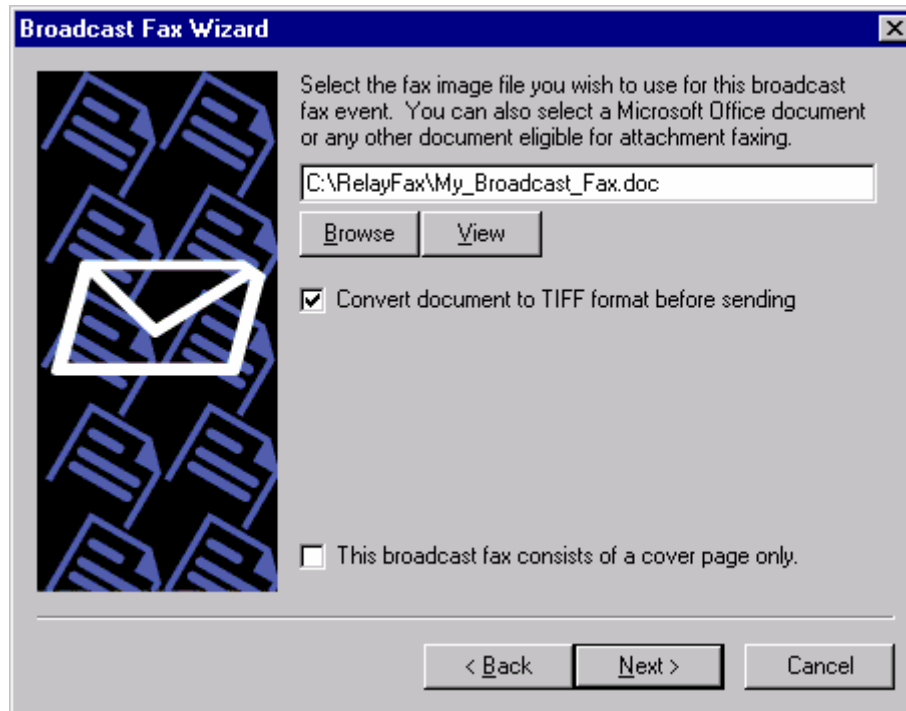 Broadcast Fax Wizard
Select the fax image file you wish to use for this broadcast
fax event.  You can also select a Microsoft Office document
or any other document eligible for attachment faxing.
C:\RelayFax\My_Broadcast_Fax.doc
Browse View
Convert document to TIFF format before sending
This broadcast fax consists of a cover page only.
< Back Next > Cancel